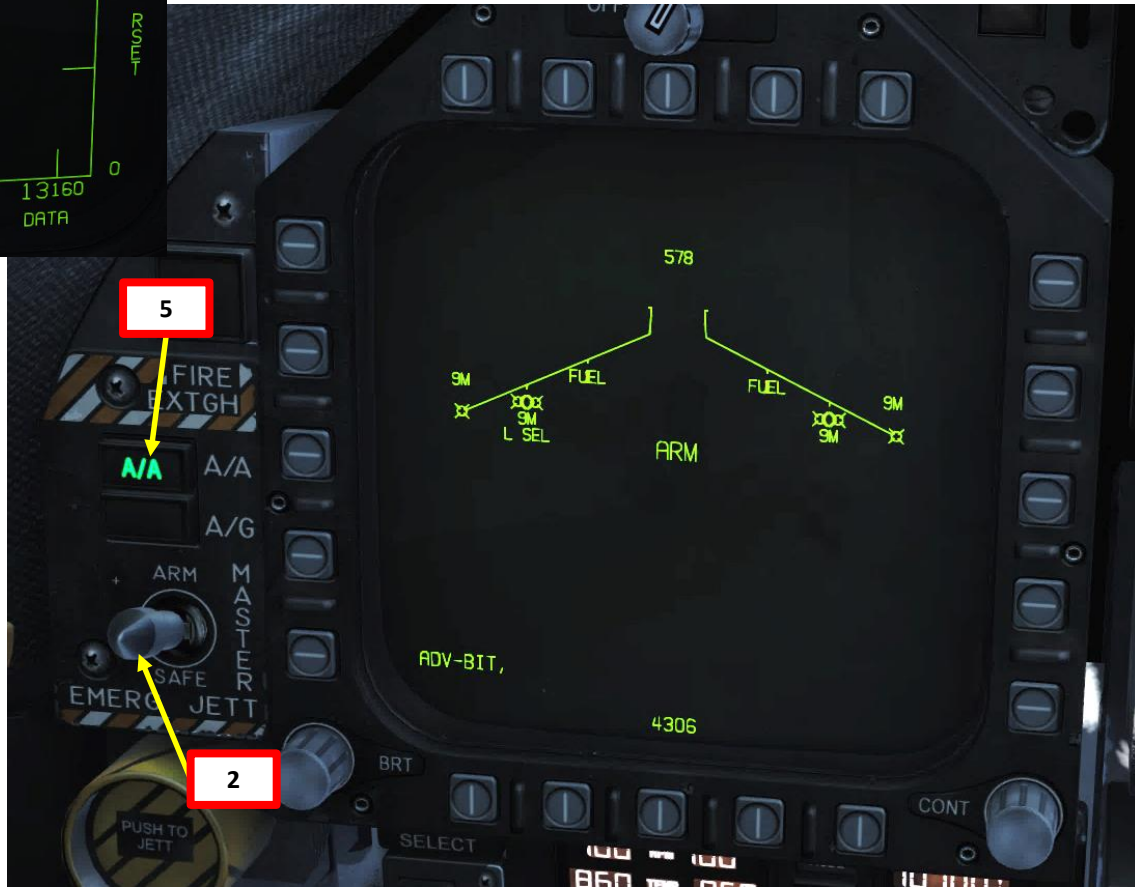 OFF
RSET
0
13160
DATA
578
5
FIRE
EXTGH
9M
FUEL
FUEL
9M
9M
L SEL
9M
A/A
A/A
ARM
A/G
ARM
MASTER
SAFE
EMERG JETT
ADV-BIT,
4306
2
BRT
CONT
PUSH TO
JETT
SELECT